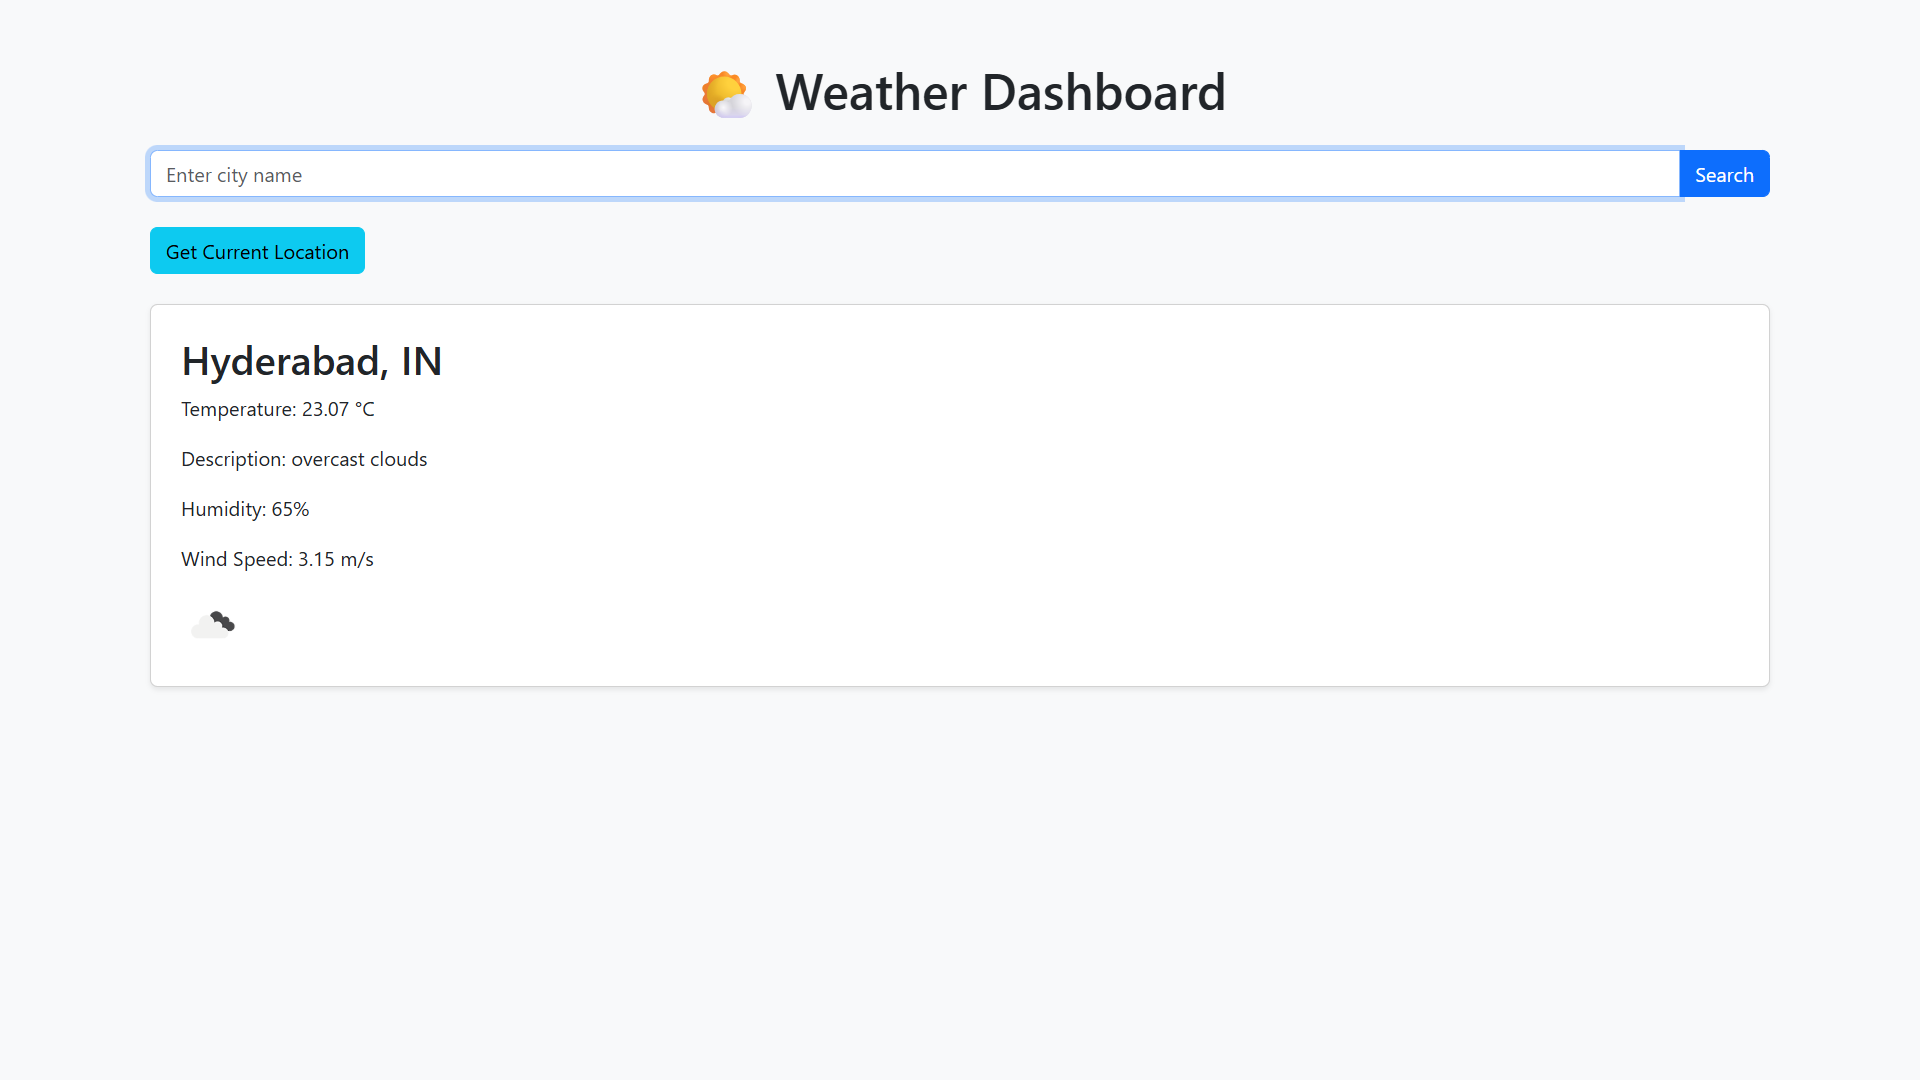 Weather Dashboard
Enter city name
Search
Get Current Location
Hyderabad, IN
Temperature: 23.07 °C
Description: overcast clouds
Humidity: 65%
Wind Speed: 3.15 m/s